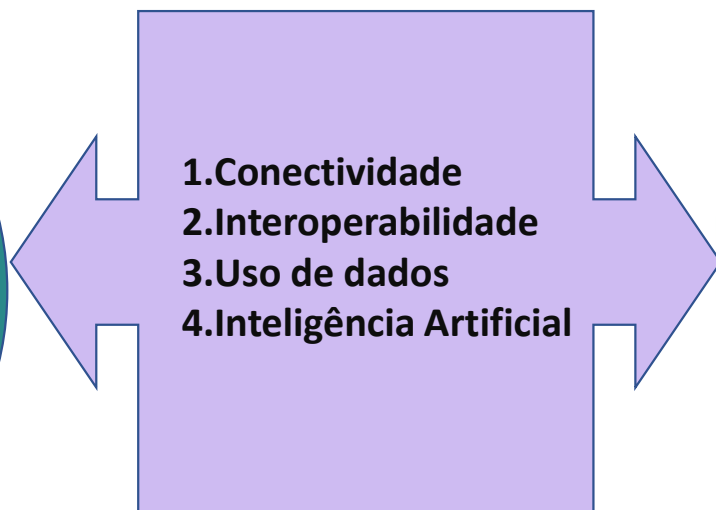 1.Conectividade
2.Interoperabilidade
3.Uso de dados
4.Inteligência Artificial